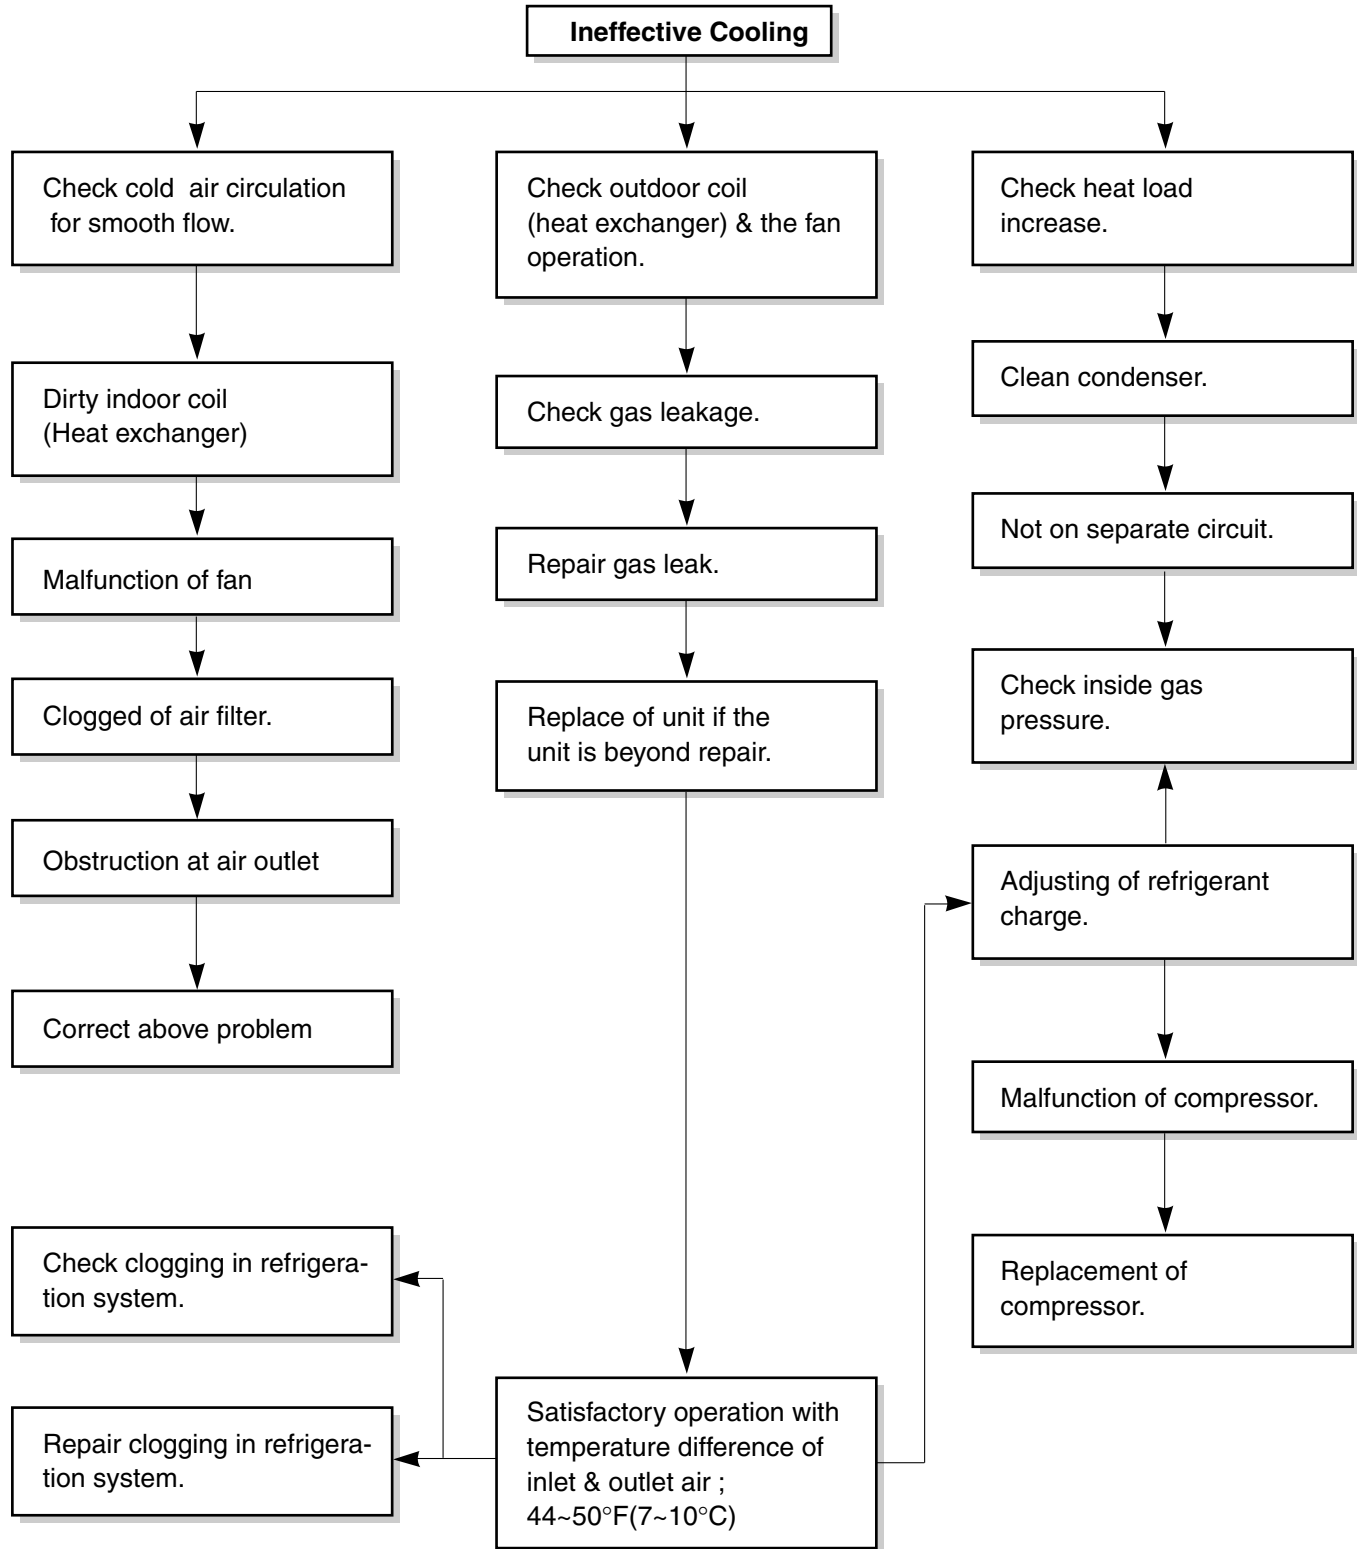 Ineffective Cooling
Check cold air circulation
for smooth flow.
Dirty indoor coil
(Heat exchanger)
Malfunction of fan
Clogged of air filter.
Obstruction at air outlet
Correct above problem
Check clogging in refrigera-
tion system.
Repair clogging in refrigera-
tion system.
Check outdoor coil
(heat exchanger) & the fan
operation.
Check gas leakage.
Repair gas leak.
Replace of unit if the
unit is beyond repair.
Satisfactory operation with
temperature difference of
inlet & outlet air ;
44~50°F(7~10°C)
Check heat load
increase.
Clean condenser.
Not on separate circuit.
Check inside gas
pressure.
Adjusting of refrigerant
charge.
Malfunction of compressor.
Replacement of
compressor.